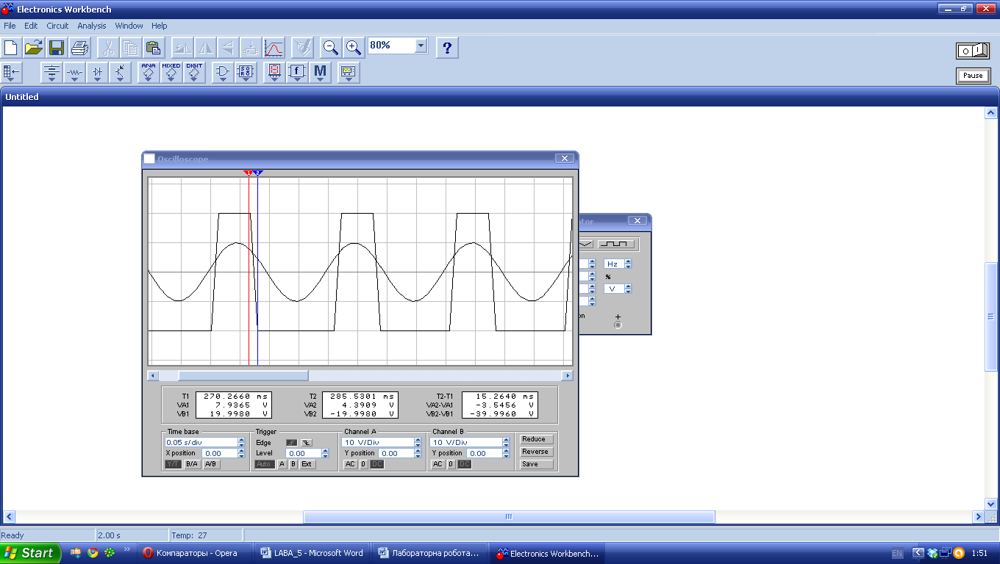 Electronics Workbench
File Edit Circuit Analysis Window Help
80% ?
ANA MIXED DIGIT
f M
Pause
Untitled
Oscilloscope
1 2
tor
Hz
%
V
on +
T1 270.2660 ms T2 285.5301 ms T2-T1 15.2640 ms
VA1 7.9365 V VA2 4.3909 V VA2-VA1 -3.5456 V
VB1 19.9980 V VB2 -19.9980 V VB2-VB1 -39.9960 V
Time base Trigger Channel A Channel B
0.05 s/div Edge 10 V/Div 10 V/Div Reduce
X position 0.00 Level 0.00 Y position 0.00 Y position 0.00 Reverse
Y/T B/A A/B Auto A B Ext AC 0 DC AC 0 DC Save
Ready 2.00 s Temp: 27
Start Компараторы - Opera LABA_5 - Microsoft Word Лабораторна робота... Electronics Workbench... EN 1:51